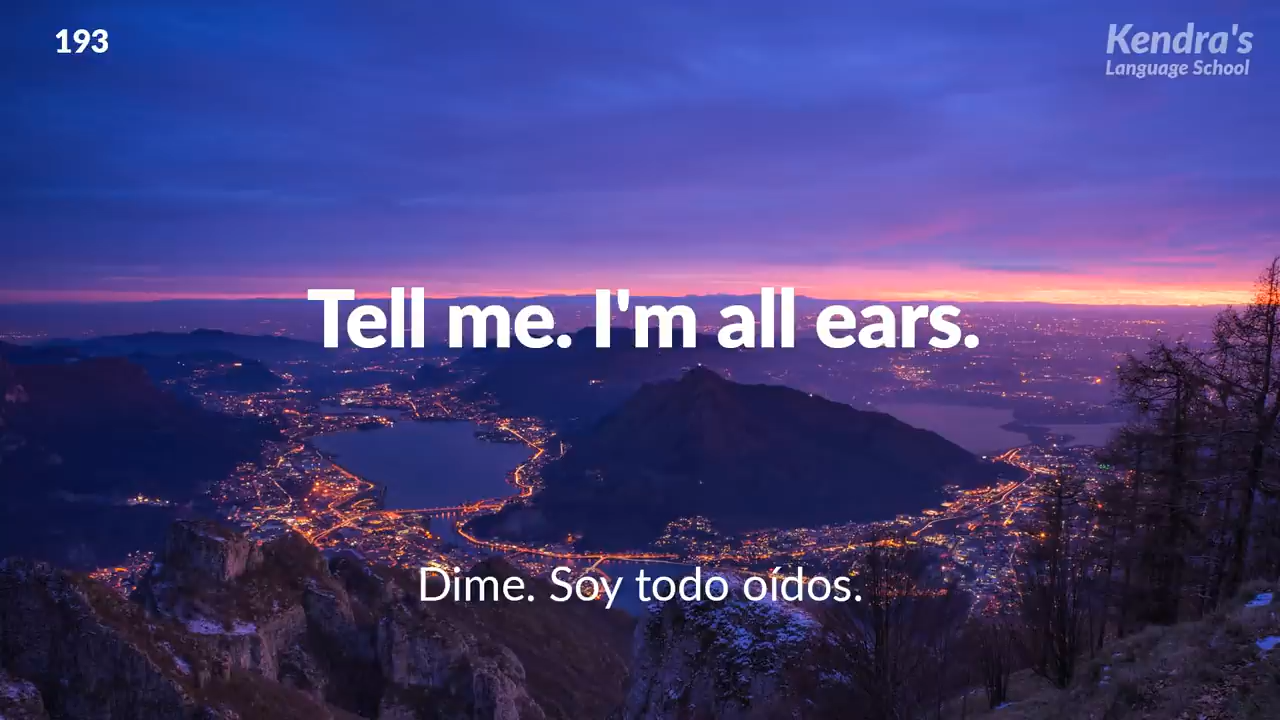 193
Kendra's
Language School
Tell me. I'm all ears.
Dime. Soy todo oídos.